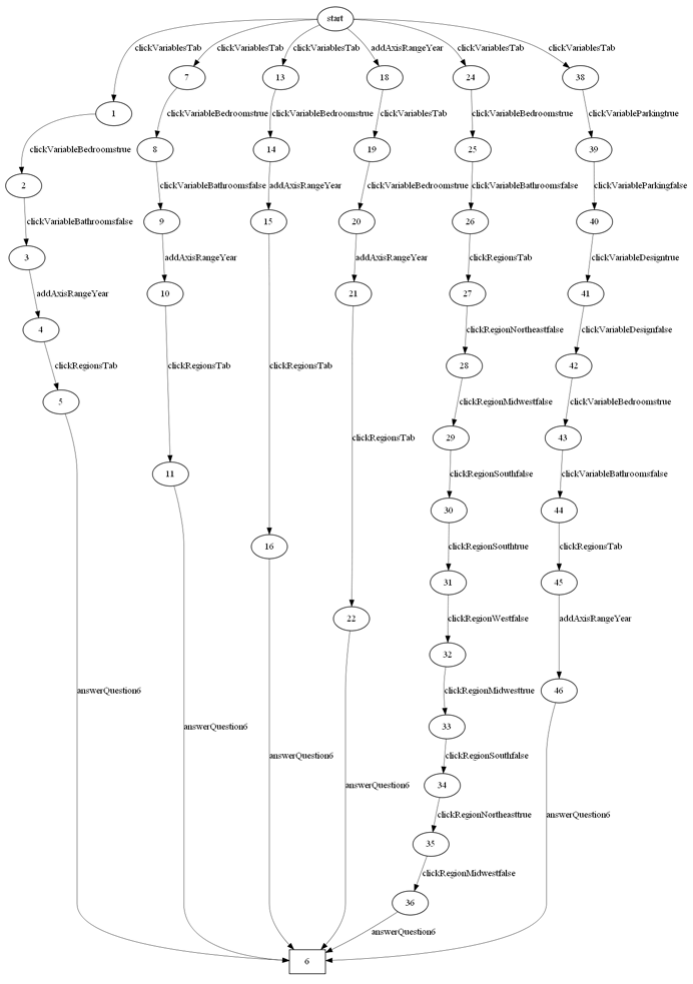 start
clickVariablesTab clickVariablesTab clickVariablesTab addAxisRangeYear clickVariablesTab clickVariablesTab
7 13 18 24 38
1
clickVariableBedroomstrue clickVariableBedroomstrue clickVariablesTab clickVariableBedroomstrue clickVariableParkingtrue
clickVariableBedroomstrue 8 14 19 25 39
2 clickVariableBathroomsfalse addAxisRangeYear clickVariableBedroomstrue clickVariableBathroomsfalse clickVariableParkingfalse
clickVariableBathroomsfalse 9 15 20 26 40
3 addAxisRangeYear addAxisRangeYear clickRegionsTab clickVariableDesigntrue
addAxisRangeYear 10 21 27 41
4 clickRegionNortheastfalse clickVariableDesignfalse
clickRegionsTab clickRegionsTab clickRegionsTab 28 42
5 clickRegionMidwestfalse clickVariableBedroomstrue
clickRegionsTab 29 43
11 clickRegionSouthfalse clickVariableBathroomsfalse
30 44
16 clickRegionSouthtrue clickRegionsTab
31 45
22 clickRegionWestfalse addAxisRangeYear
32
answerQuestion6 clickRegionMidwesttrue 46
answerQuestion6 33
answerQuestion6 clickRegionSouthfalse
answerQuestion6 34
clickRegionNortheasttrue answerQuestion6
35
clickRegionMidwestfalse
36
answerQuestion6
6